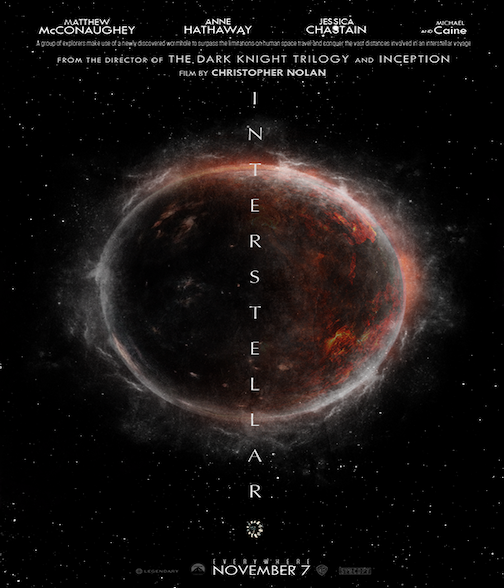 MATTHEW McCONAUGHEY ANNE HATHAWAY JESSICA CHASTAIN AND MICHAEL Caine
A group of explorers make use of a newly discovered wormhole to surpass the limitations on human space travel and conquer the vast distances involved in an interstellar voyage
FROM THE DIRECTOR OF THE DARK KNIGHT TRILOGY AND INCEPTION
FILM BY CHRISTOPHER NOLAN
INTERSTELLAR
EVERYWHERE
LEGENDARY NOVEMBER 7 SYNCOPY